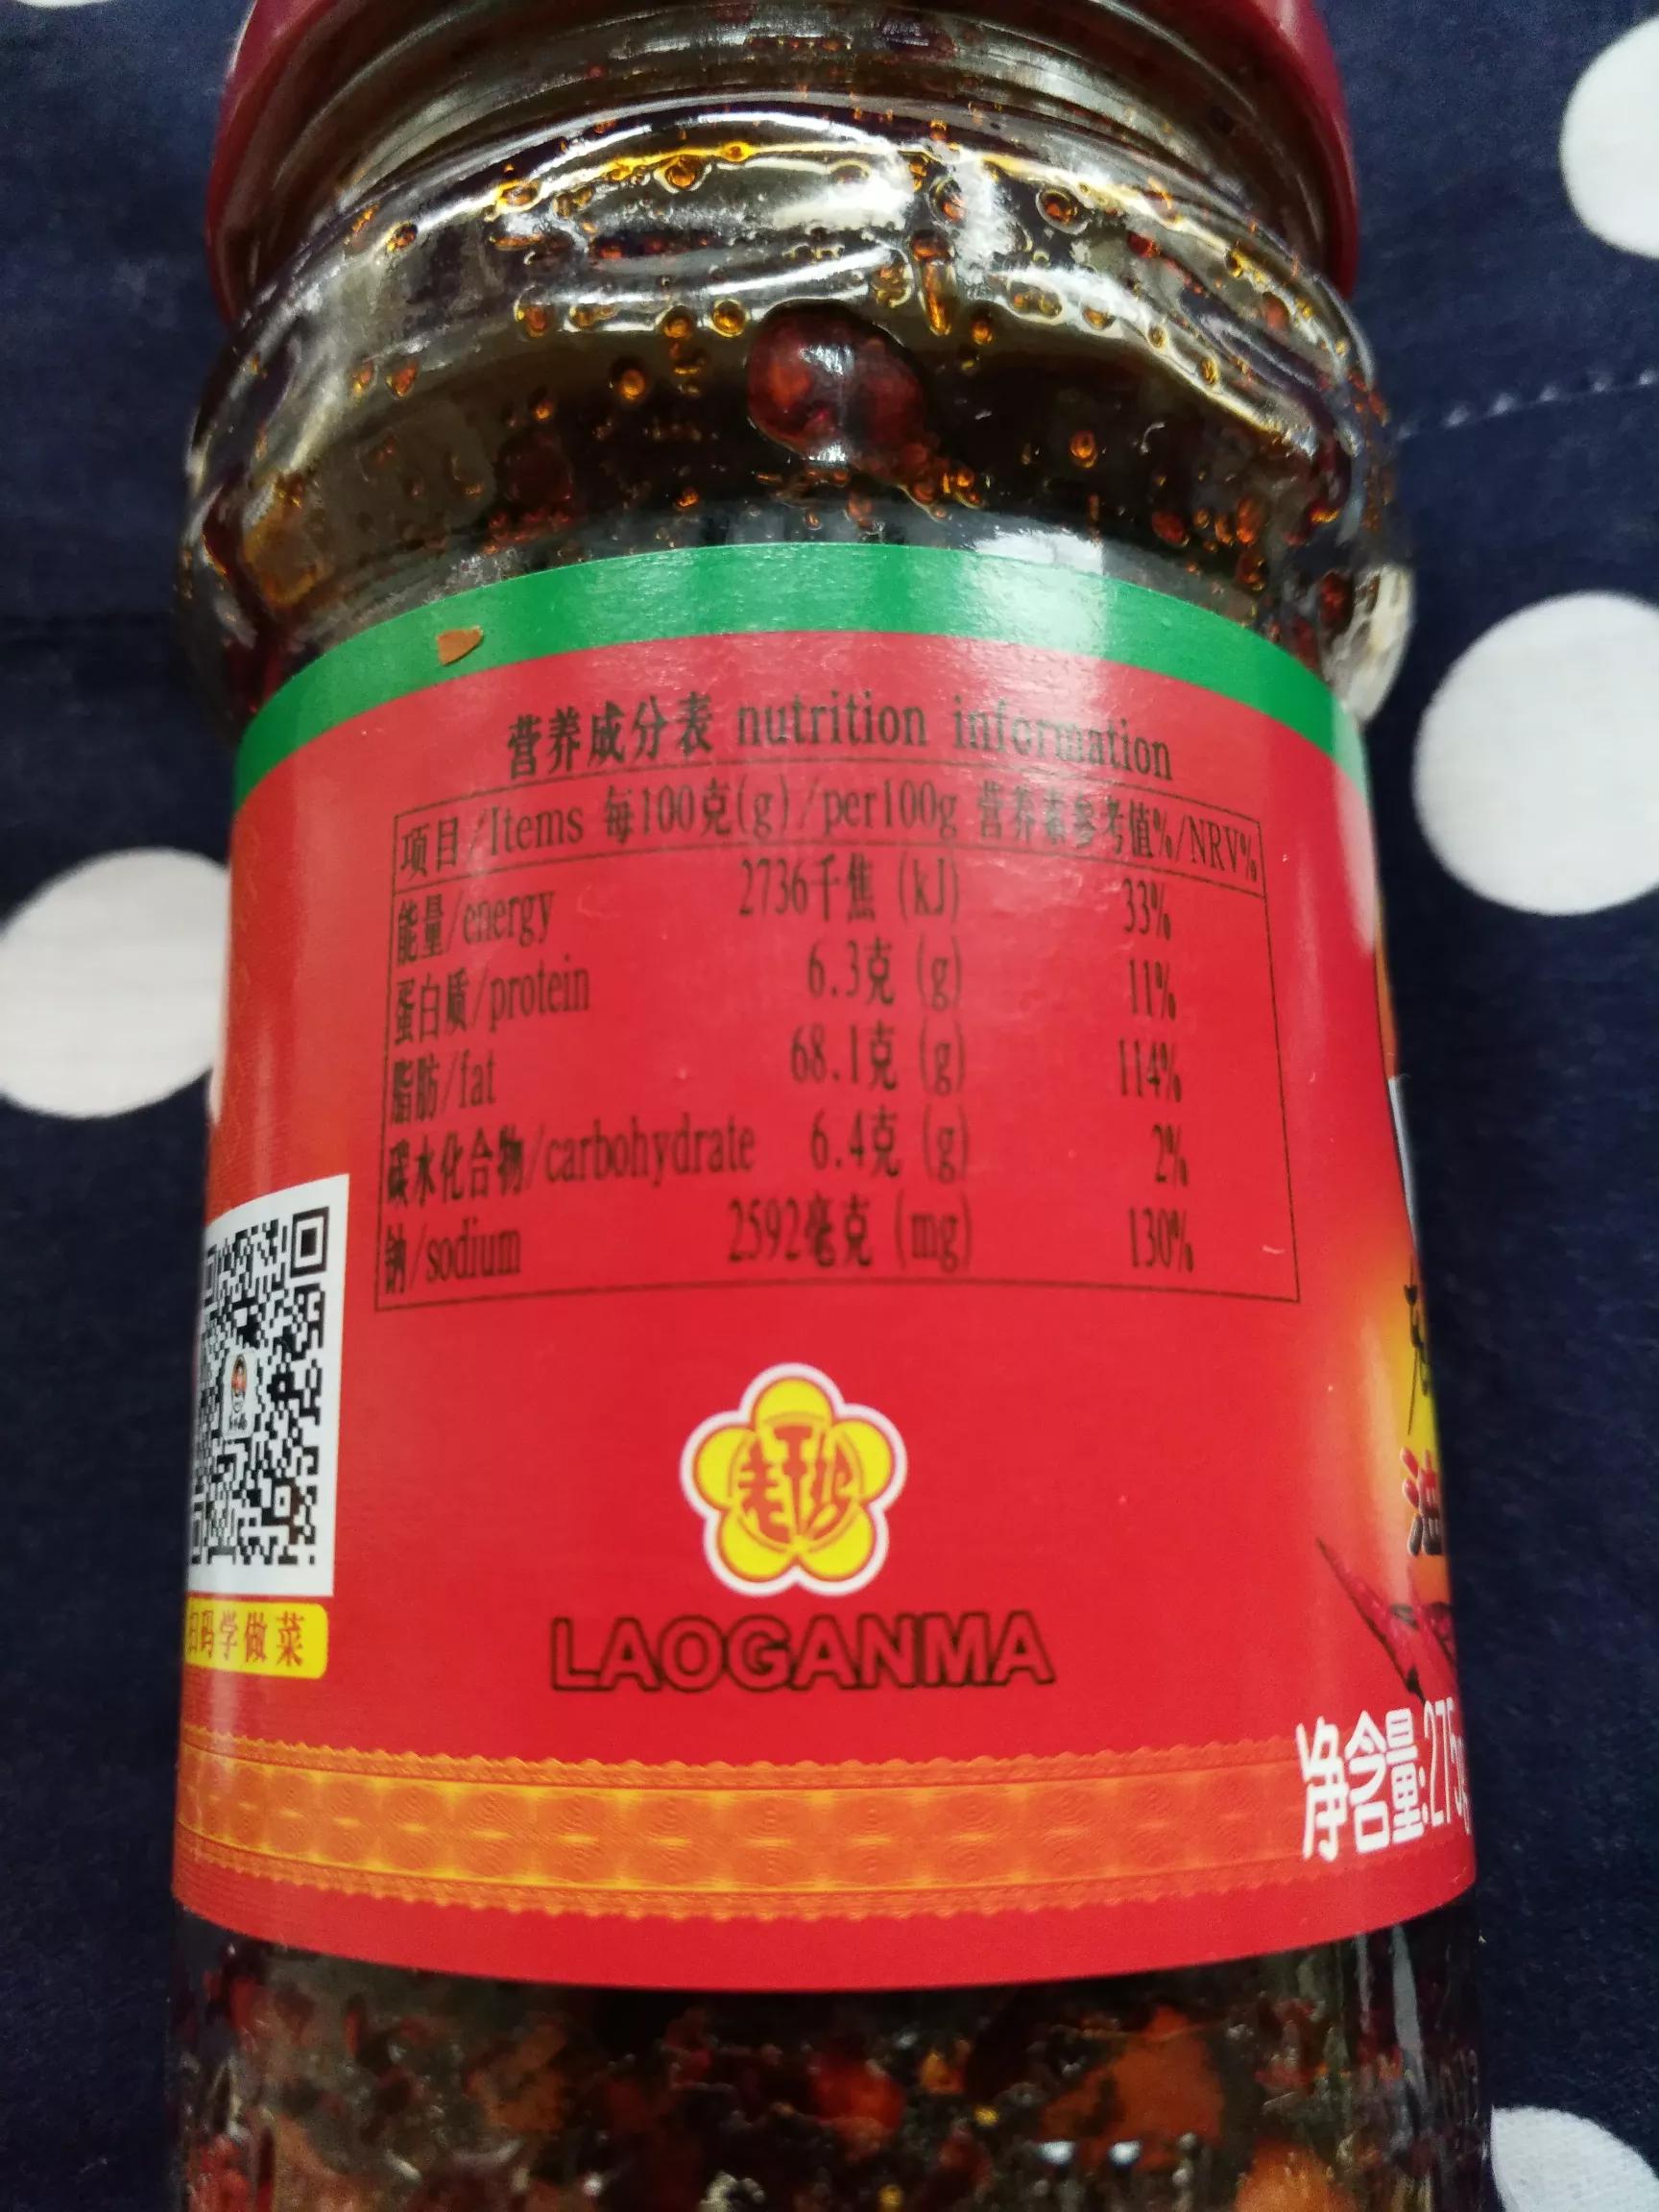 营养成分表 nutrition information
项目/Items 每100克(g)/per100g 营养素参考值%/NRV%
能量/energy 2736千焦 (kJ) 33%
蛋白质/protein 6.3克 (g) 11%
脂肪/fat 68.1克 (g) 114%
碳水化合物/carbohydrate 6.4克 (g) 2%
钠/sodium 2592毫克 (mg) 130%
老干妈
LAOGANMA
扫码学做菜
油
净含量:275g